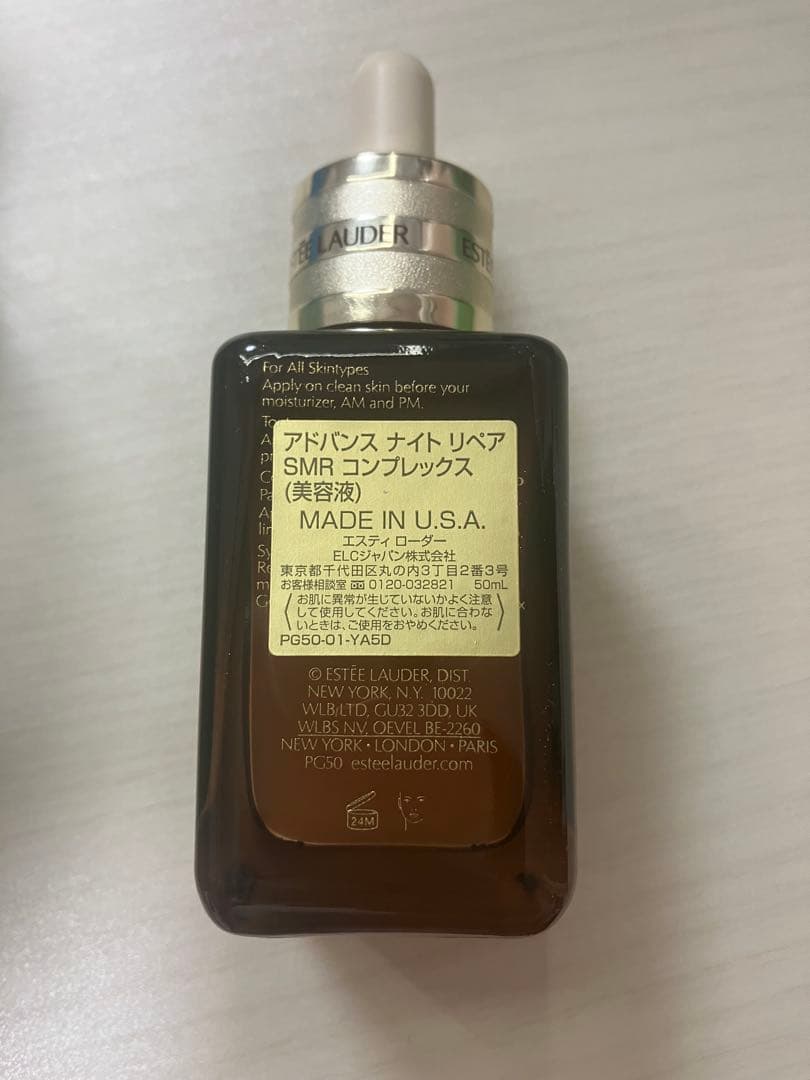 ESTÉE LAUDER
For All Skintypes
Apply on clean skin before your
moisturizer, AM and PM.
アドバンス ナイト リペア
SMR コンプレックス
(美容液)
MADE IN U.S.A.
エスティ ローダー
ELCジャパン株式会社
東京都千代田区丸の内3丁目2番3号
お客様相談室 0120-032821 50mL
お肌に異常が生じていないかよく注意
して使用してください。お肌に合わな
いときは、ご使用をおやめください。
PG50-01-YA5D
© ESTĒE LAUDER, DIST.
NEW YORK, N.Y. 10022
WLB/LTD, GU32 3DD, UK
WLBS NV. OEVEL BE-2260
NEW YORK • LONDON • PARIS
PG50 esteelauder.com
24M